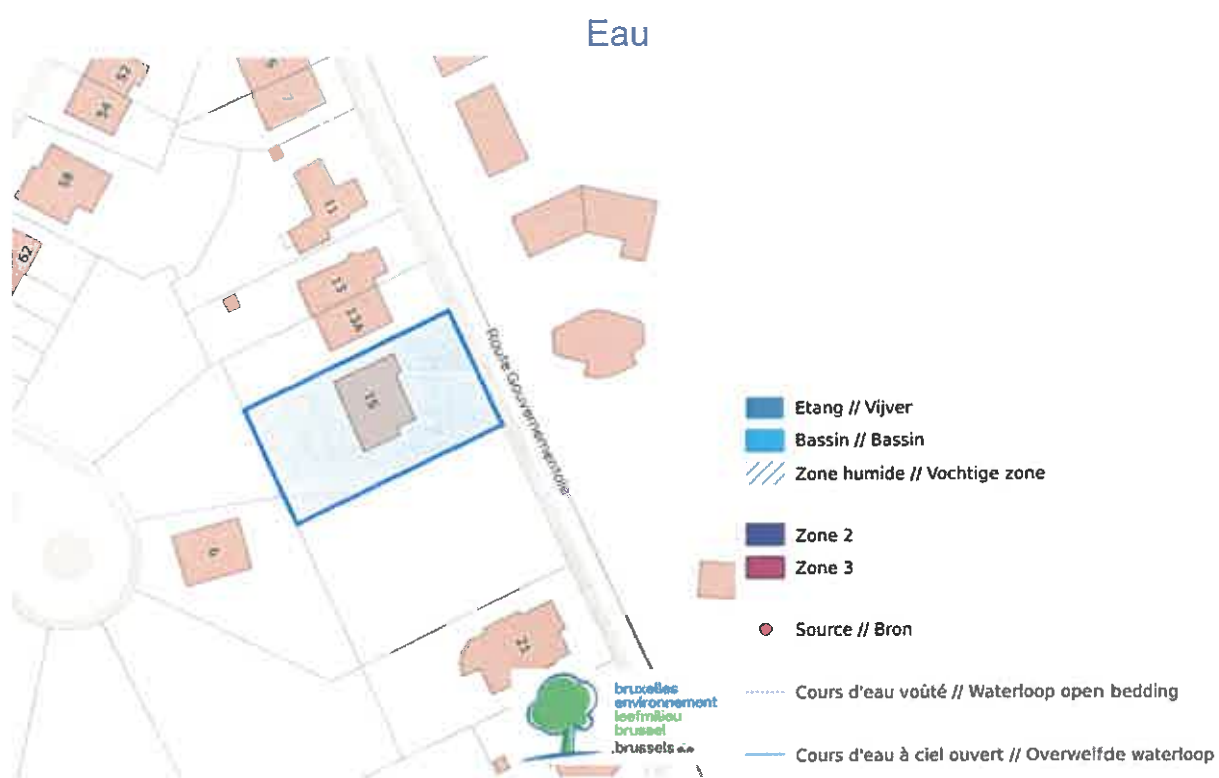 Eau
52
54
58
62
7
11
13
13A
15
Route Gouvernementale
6
21
Etang // Vijver
Bassin // Bassin
Zone humide // Vochtige zone
Zone 2
Zone 3
Source // Bron
Cours d'eau voûté // Waterloop open bedding
Cours d'eau à ciel ouvert // Overwelfde waterloop
bruxelles
environnement
leefmilieu
brussel
.brussels